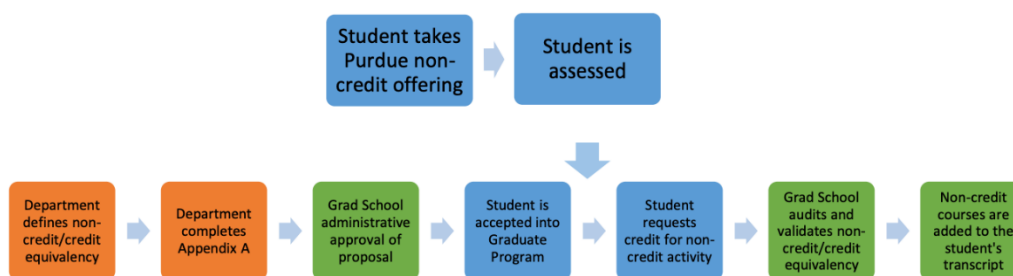 Student takes
Purdue non-
credit offering
Student is
assessed
Department
defines non-
credit/credit
equivalency
Department
completes
Appendix A
Grad School
administrative
approval of
proposal
Student is
accepted into
Graduate
Program
Student
requests
credit for non-
credit activity
Grad School
audits and
validates non-
credit/credit
equivalency
Non-credit
courses are
added to the
student's
transcript